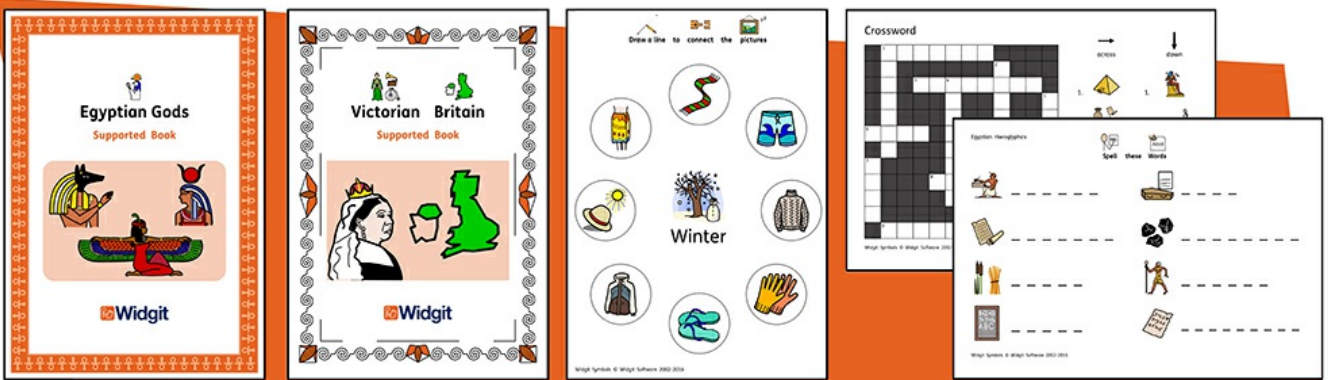 Egyptian Gods
Supported Book
Widgit
Victorian Britain
Supported Book
Widgit
Draw a line to connect the pictures
Winter
Widgit Symbols © Widgit Software 2002-2016
Crossword
across
down
1.
3.
Widgit Symbols © Widgit Software 2002
Egyptian Hieroglyphics
Spell these Words
Widgit Symbols © Widgit Software 2002-2016